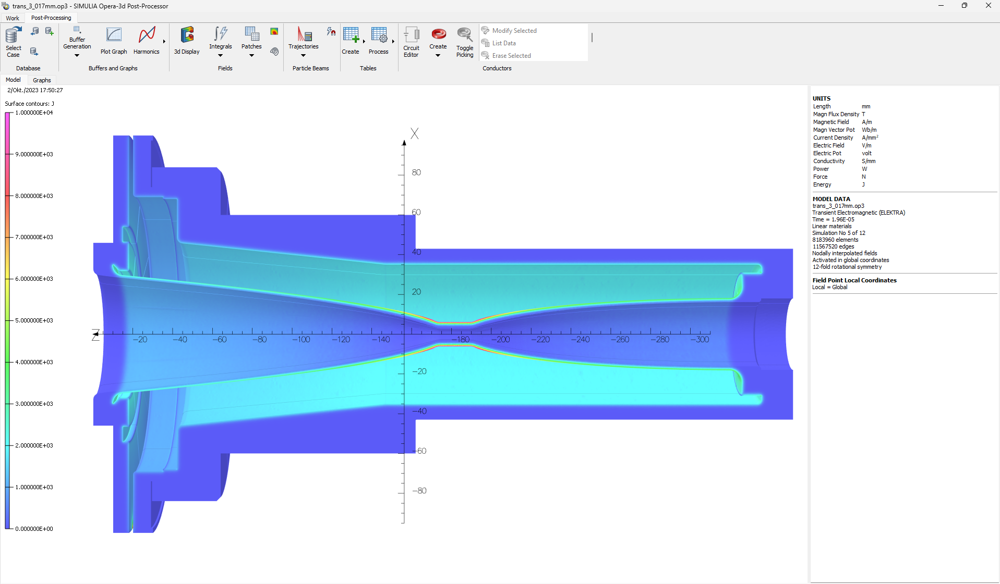 trans_3_017mm.op3 - SIMULIA Opera-3d Post-Processor
Work Post-Processing
Select Case
Database
Buffer Generation
Plot Graph
Harmonics
Buffers and Graphs
3d Display
Integrals
Patches
Fields
Trajectories
Particle Beams
Create
Process
Tables
Circuit Editor
Create
Toggle Picking
Modify Selected
List Data
Erase Selected
Conductors
Model Graphs
2/Okt./2023 17:50:27
Surface contours: J
1.000000E+04
9.000000E+03
8.000000E+03
7.000000E+03
6.000000E+03
5.000000E+03
4.000000E+03
3.000000E+03
2.000000E+03
1.000000E+03
0.000000E+00
X
80
60
40
20
Z
-20 -40 -60 -80 -100 -120 -140 -180 -200 -220 -240 -260 -280 -300
-20
-40
-60
-80
UNITS
Length mm
Magn Flux Density T
Magnetic Field A/m
Magn Vector Pot Wb/m
Current Density A/mm²
Electric Field V/m
Electric Pot volt
Conductivity S/mm
Power W
Force N
Energy J
MODEL DATA
trans_3_017mm.op3
Transient Electromagnetic (ELEKTRA)
Time = 1.96E-05
Linear materials
Simulation No 5 of 12
8183960 elements
11567520 edges
Nodally interpolated fields
Activated in global coordinates
12-fold rotational symmetry
Field Point Local Coordinates
Local = Global